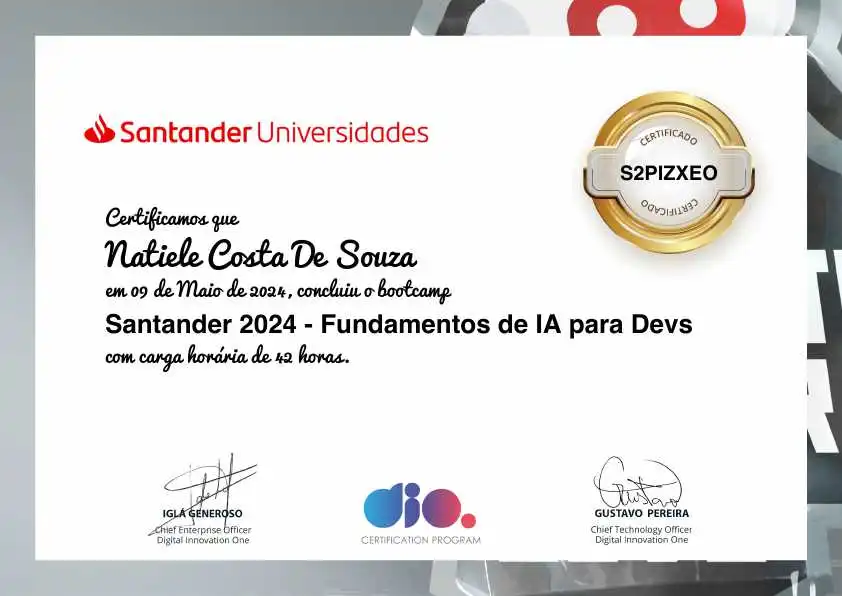 Santander Universidades
CERTIFICADO
S2PIZXEO
CERTIFICADO
Certificamos que
Natiele Costa De Souza
em 09 de Maio de 2024, concluiu o bootcamp
Santander 2024 - Fundamentos de IA para Devs
com carga horária de 42 horas.
IGLÁ GENEROSO
Chief Enterprise Officer
Digital Innovation One
dio.
CERTIFICATION PROGRAM
GUSTAVO PEREIRA
Chief Technology Officer
Digital Innovation One